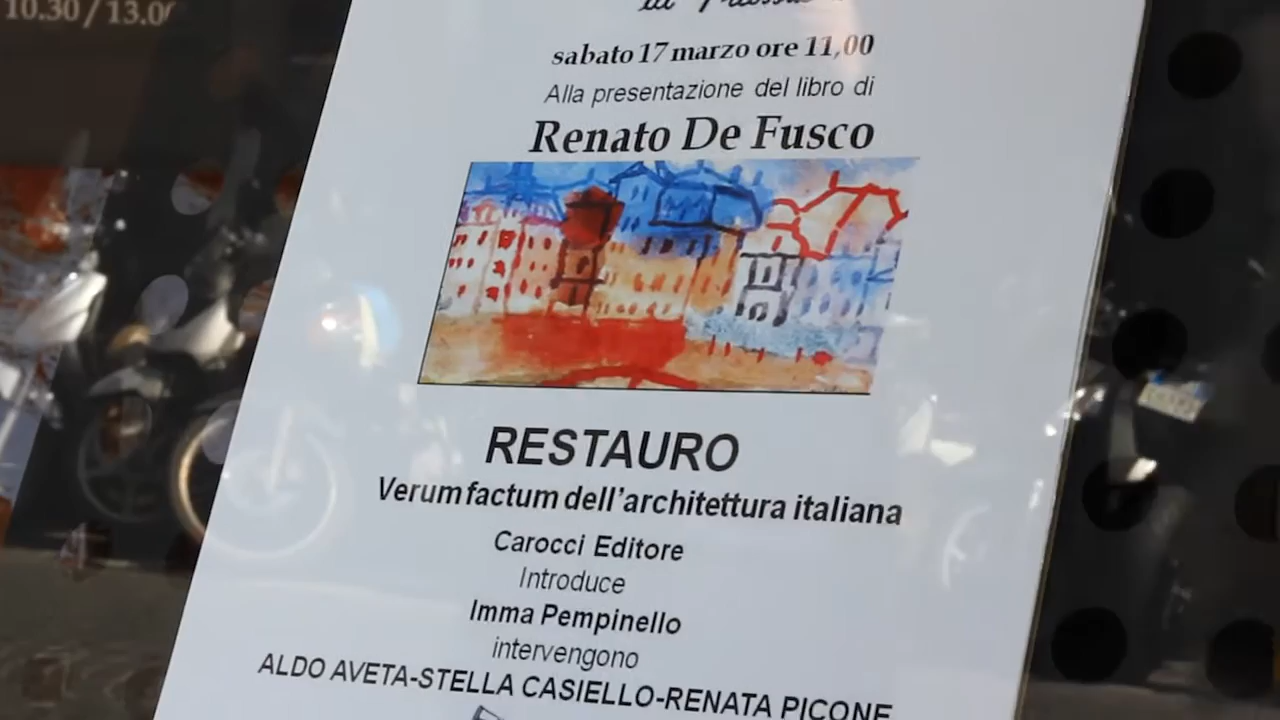 10.30 / 13.00
sabato 17 marzo ore 11,00
Alla presentazione del libro di
Renato De Fusco
RESTAURO
Verum factum dell'architettura italiana
Carocci Editore
Introduce
Imma Pempinello
intervengono
ALDO AVETA-STELLA CASIELLO-RENATA PICONE